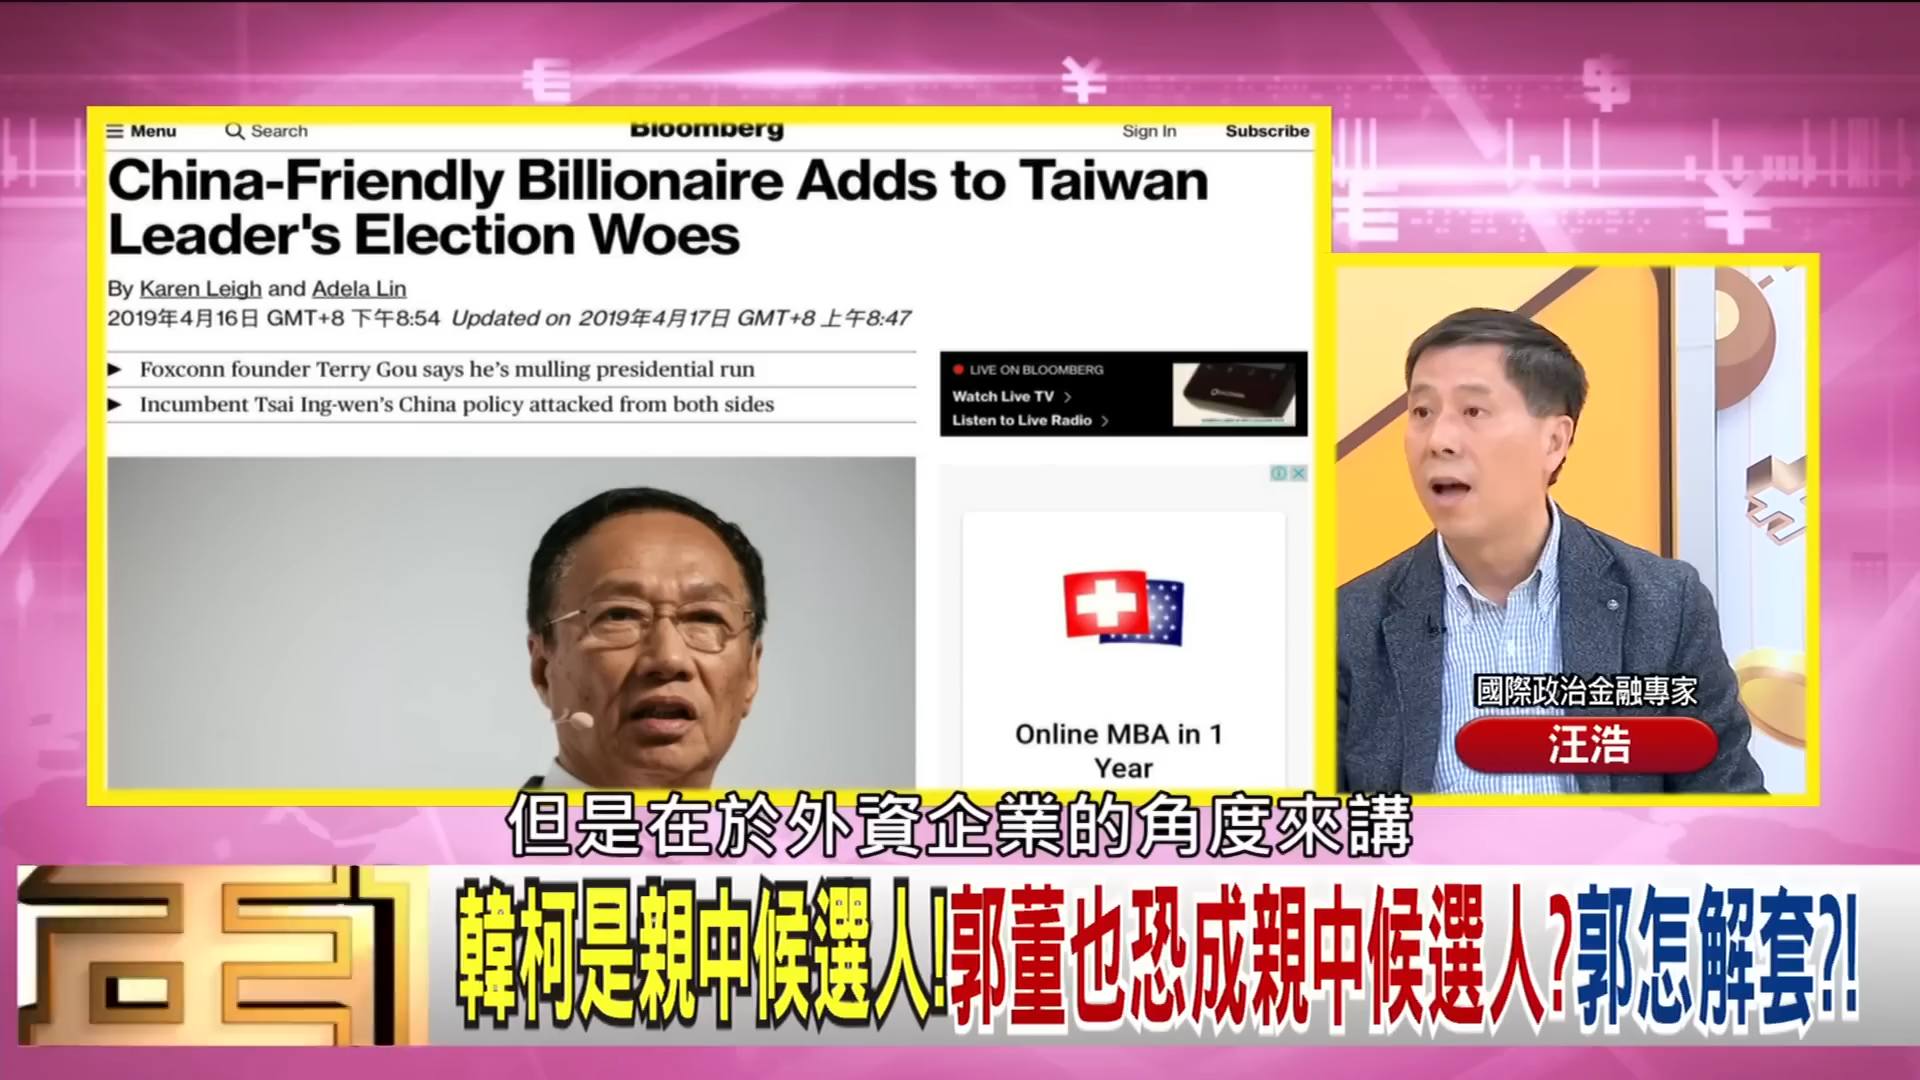 Menu
Search
Bloomberg
Sign In
Subscribe
China-Friendly Billionaire Adds to Taiwan
Leader's Election Woes
By Karen Leigh and Adela Lin
2019年4月16日 GMT+8 下午8:54 Updated on 2019年4月17日 GMT+8 上午8:47
Foxconn founder Terry Gou says he's mulling presidential run
Incumbent Tsai Ing-wen's China policy attacked from both sides
LIVE ON BLOOMBERG
Watch Live TV
Listen to Live Radio
Online MBA in 1
Year
國際政治金融專家
汪浩
但是在於外資企業的角度來講
韓柯是親中候選人!郭董也恐成親中候選人?郭怎解套?!